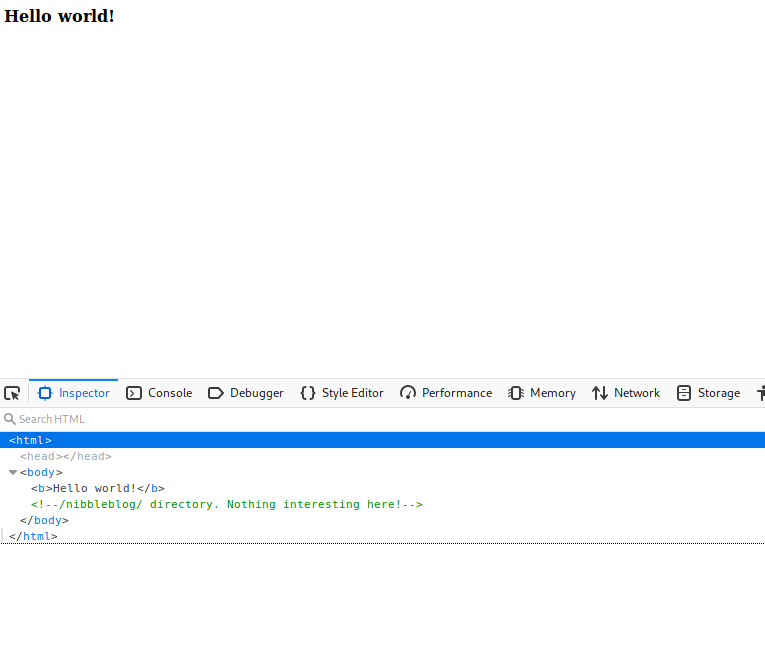 Hello world!
Inspector Console Debugger Style Editor Performance Memory Network Storage
Search HTML
<html>
<head></head>
<body>
<b>Hello world!</b>
<!--/nibbleblog/ directory. Nothing interesting here!-->
</body>
</html>